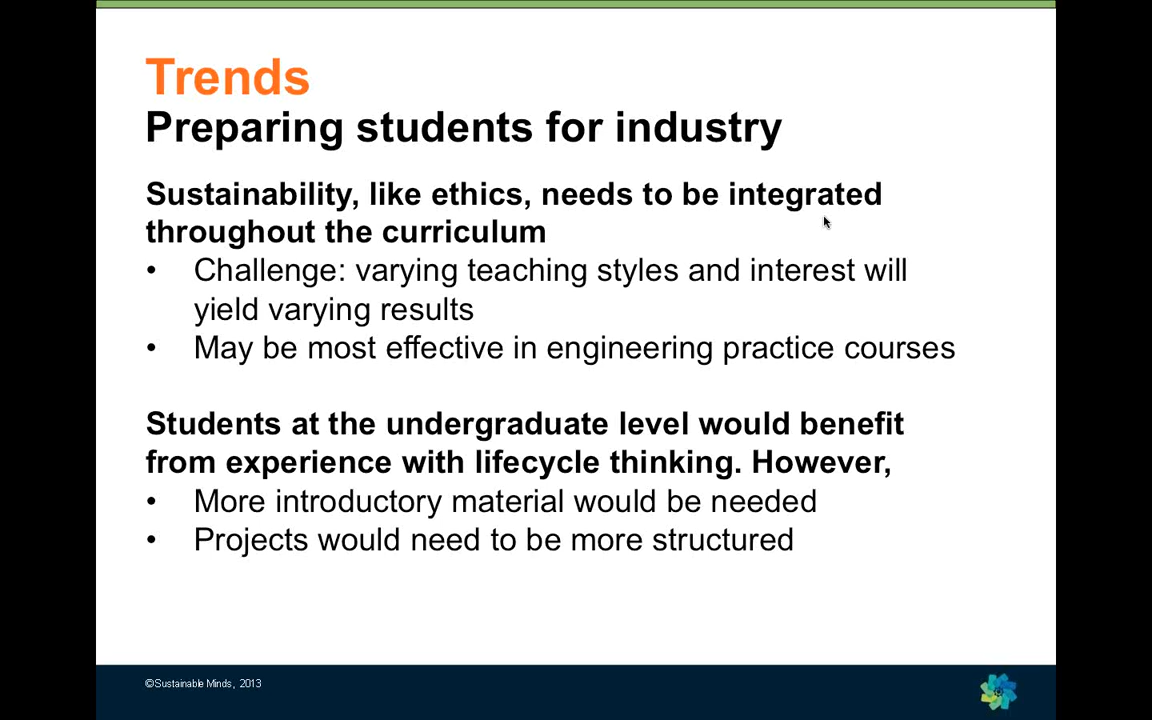 Trends
Preparing students for industry
Sustainability, like ethics, needs to be integrated
throughout the curriculum
• Challenge: varying teaching styles and interest will
yield varying results
• May be most effective in engineering practice courses
Students at the undergraduate level would benefit
from experience with lifecycle thinking. However,
• More introductory material would be needed
• Projects would need to be more structured
©Sustainable Minds, 2013